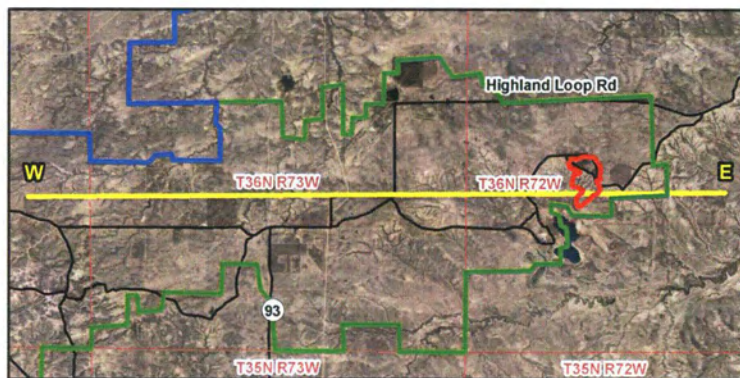 Highland Loop Rd
W
E
T36N R73W
T36N R72W
93
T35N R73W
T35N R72W